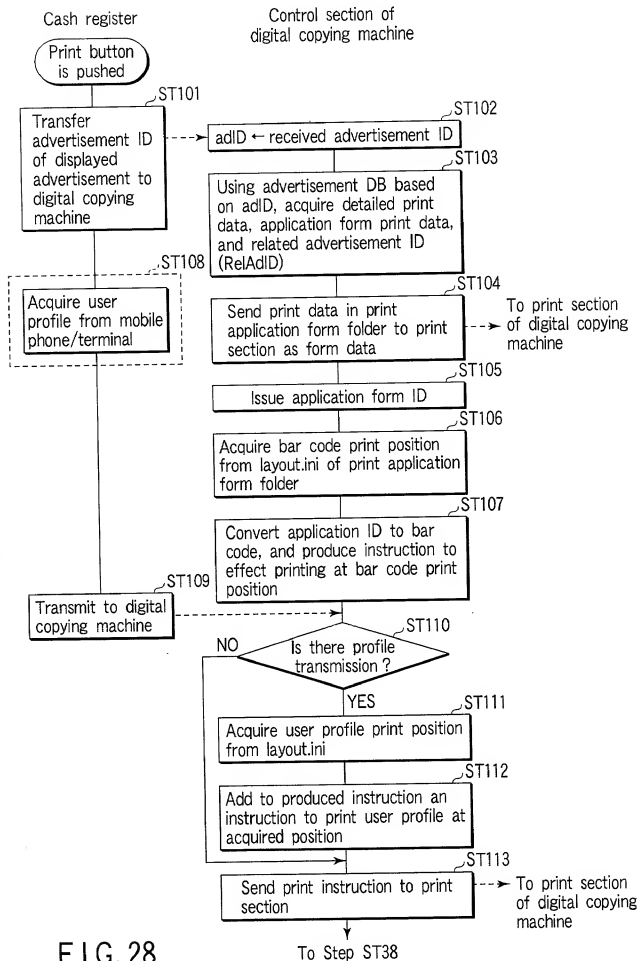 Cash register
Control section of
digital copying machine
Print button
is pushed
ST101
Transfer
advertisement ID
of displayed
advertisement to
digital copying
machine
ST102
adID ← received advertisement ID
ST103
Using advertisement DB based
on adID, acquire detailed print
data, application form print data,
and related advertisement ID
(RelAdID)
ST108
Acquire user
profile from mobile
phone/terminal
ST104
Send print data in print
application form folder to print
section as form data
To print section
of digital copying
machine
ST105
Issue application form ID
ST106
Acquire bar code print position
from layout.ini of print application
form folder
ST107
Convert application ID to bar
code, and produce instruction to
effect printing at bar code print
position
ST109
Transmit to digital
copying machine
ST110
Is there profile
transmission ?
NO
YES
ST111
Acquire user profile print position
from layout.ini
ST112
Add to produced instruction an
instruction to print user profile at
acquired position
ST113
Send print instruction to print
section
To print section
of digital copying
machine
To Step ST38
FIG. 28